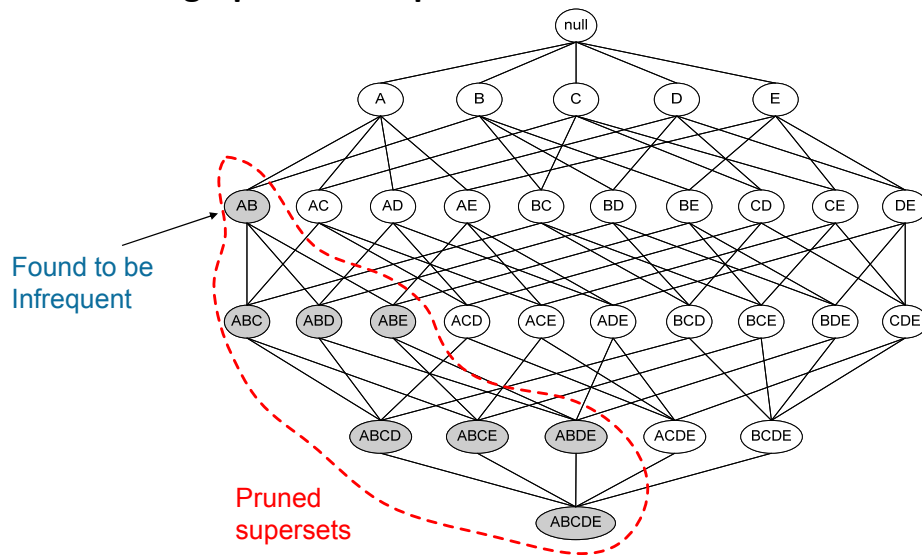 null
A B C D E
AB AC AD AE BC BD BE CD CE DE
Found to be
Infrequent
ABC ABD ABE ACD ACE ADE BCD BCE BDE CDE
ABCD ABCE ABDE ACDE BCDE
Pruned
supersets
ABCDE